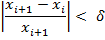 |(x_{i+1} − x_i)/x_{i+1}| < δ